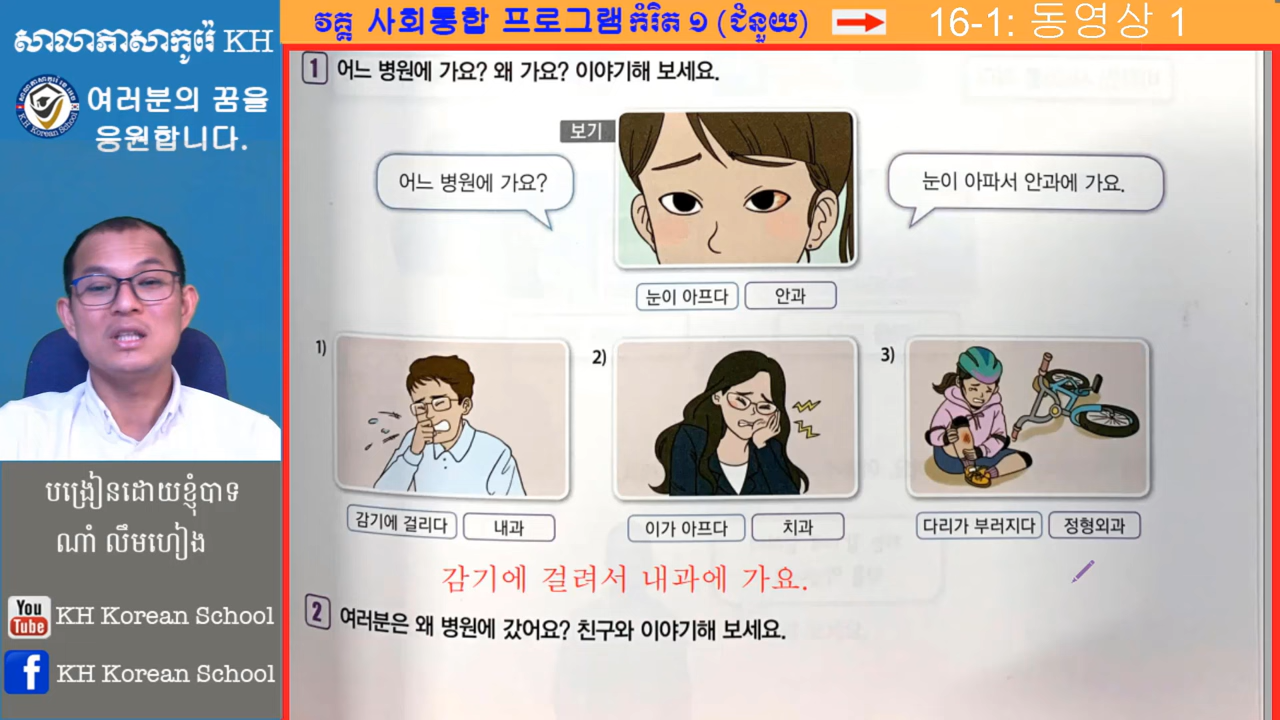 សាលាភាសាកូរ៉េ KH
여러분의 꿈을
응원합니다.
វគ្គ 사회통합 프로그램 កំរិត ១ (ជំនួយ)
16-1: 동영상 1
1 어느 병원에 가요? 왜 가요? 이야기해 보세요.
보기
어느 병원에 가요?
눈이 아파서 안과에 가요.
눈이 아프다
안과
1)
2)
3)
감기에 걸리다
내과
이가 아프다
치과
다리가 부러지다
정형외과
감기에 걸려서 내과에 가요.
2 여러분은 왜 병원에 갔어요? 친구와 이야기해 보세요.
បង្រៀនដោយខ្ញុំបាទ
ណាំ លឹមហៀង
You
Tube
KH Korean School
f KH Korean School